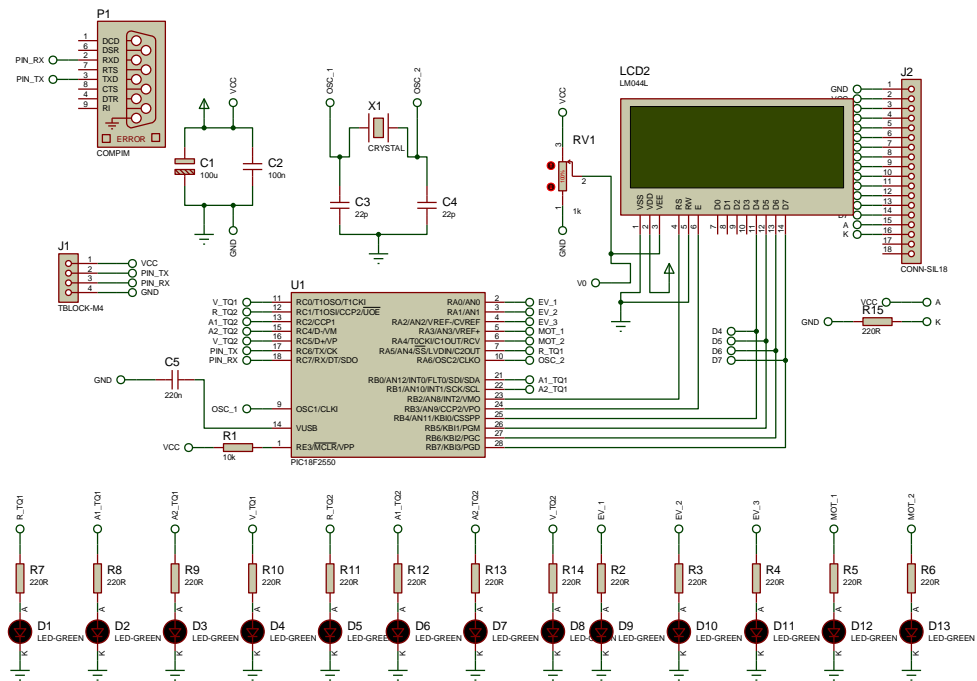 P1
1 DCD
6 DSR
PIN_RX 2 RXD
7 RTS
PIN_TX 3 TXD
8 CTS
4 DTR
9 RI
ERROR
COMPIM
VCC
C1
100u
C2
100n
GND
OSC_1
OSC_2
X1
CRYSTAL
C3
22p
C4
22p
VCC
RV1
3
2
100%
1
1k
GND
V0
LCD2
LM044L
VSS VDD VEE RS RW E D0 D1 D2 D3 D4 D5 D6 D7
1 2 3 4 5 6 7 8 9 10 11 12 13 14
J2
GND 1
2
3
4
5
6
7
8
9
10
11
12
13
14
A 15
K 16
17
18
CONN-SIL18
J1
1 VCC
2 PIN_TX
3 PIN_RX
4 GND
TBLOCK-M4
VCC A
R15
GND K
220R
D4
D5
D6
D7
U1
V_TQ1 11 RC0/T1OSO/T1CKI
R_TQ1 12 RC1/T1OSI/CCP2/UOE
A1_TQ1 13 RC2/CCP1
A2_TQ1 15 RC4/D-/VM
V_TQ1 16 RC5/D+/VP
PIN_TX 17 RC6/TX/CK
PIN_RX 18 RC7/RX/DT/SDO
OSC_1 9 OSC1/CLKI
14 VUSB
1 RE3/MCLR/VPP
RA0/AN0 2 EV_1
RA1/AN1 3 EV_2
RA2/AN2/VREF-/CVREF 4 EV_3
RA3/AN3/VREF+ 5 MOT_1
RA4/T0CKI/C1OUT/RCV 6 MOT_2
RA5/AN4/SS/LVDIN/C2OUT 7 R_TQ1
RA6/OSC2/CLKO 10 OSC_2
RB0/AN12/INT0/FLT0/SDI/SDA 21 A1_TQ1
RB1/AN10/INT1/SCK/SCL 22 A2_TQ1
RB2/AN8/INT2/VMO 23
RB3/AN9/CCP2/VPO 24
RB4/AN11/KBI0/CSSPP 25
RB5/KBI1/PGM 26
RB6/KBI2/PGC 27
RB7/KBI3/PGD 28
PIC18F2550
GND
C5
220n
VCC
R1
10k
R_TQ1 A1_TQ1 A2_TQ1 V_TQ1 R_TQ2 A1_TQ2 A2_TQ2 V_TQ2 EV_1 EV_2 EV_3 MOT_1 MOT_2
R7 R8 R9 R10 R11 R12 R13 R14 R2 R3 R4 R5 R6
220R 220R 220R 220R 220R 220R 220R 220R 220R 220R 220R 220R 220R
A A A A A A A A A A A A A
D1 D2 D3 D4 D5 D6 D7 D8 D9 D10 D11 D12 D13
LED-GREEN LED-GREEN LED-GREEN LED-GREEN LED-GREEN LED-GREEN LED-GREEN LED-GREEN LED-GREEN LED-GREEN LED-GREEN LED-GREEN LED-GREEN
K K K K K K K K K K K K K